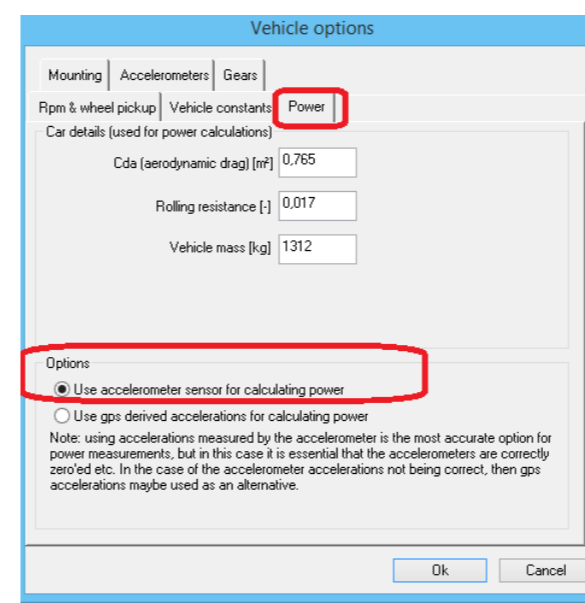 Vehicle options
Mounting Accelerometers Gears
Rpm & wheel pickup Vehicle constants Power
Car details (used for power calculations)
Cda (aerodynamic drag) [m²] 0,765
Rolling resistance [-] 0,017
Vehicle mass [kg] 1312
Options
Use accelerometer sensor for calculating power
Use gps derived accelerations for calculating power
Note: using accelerations measured by the accelerometer is the most accurate option for
power measurements, but in this case it is essential that the accelerometers are correctly
zero'ed etc. In the case of the accelerometer accelerations not being correct, then gps
accelerations maybe used as an alternative.
Ok Cancel